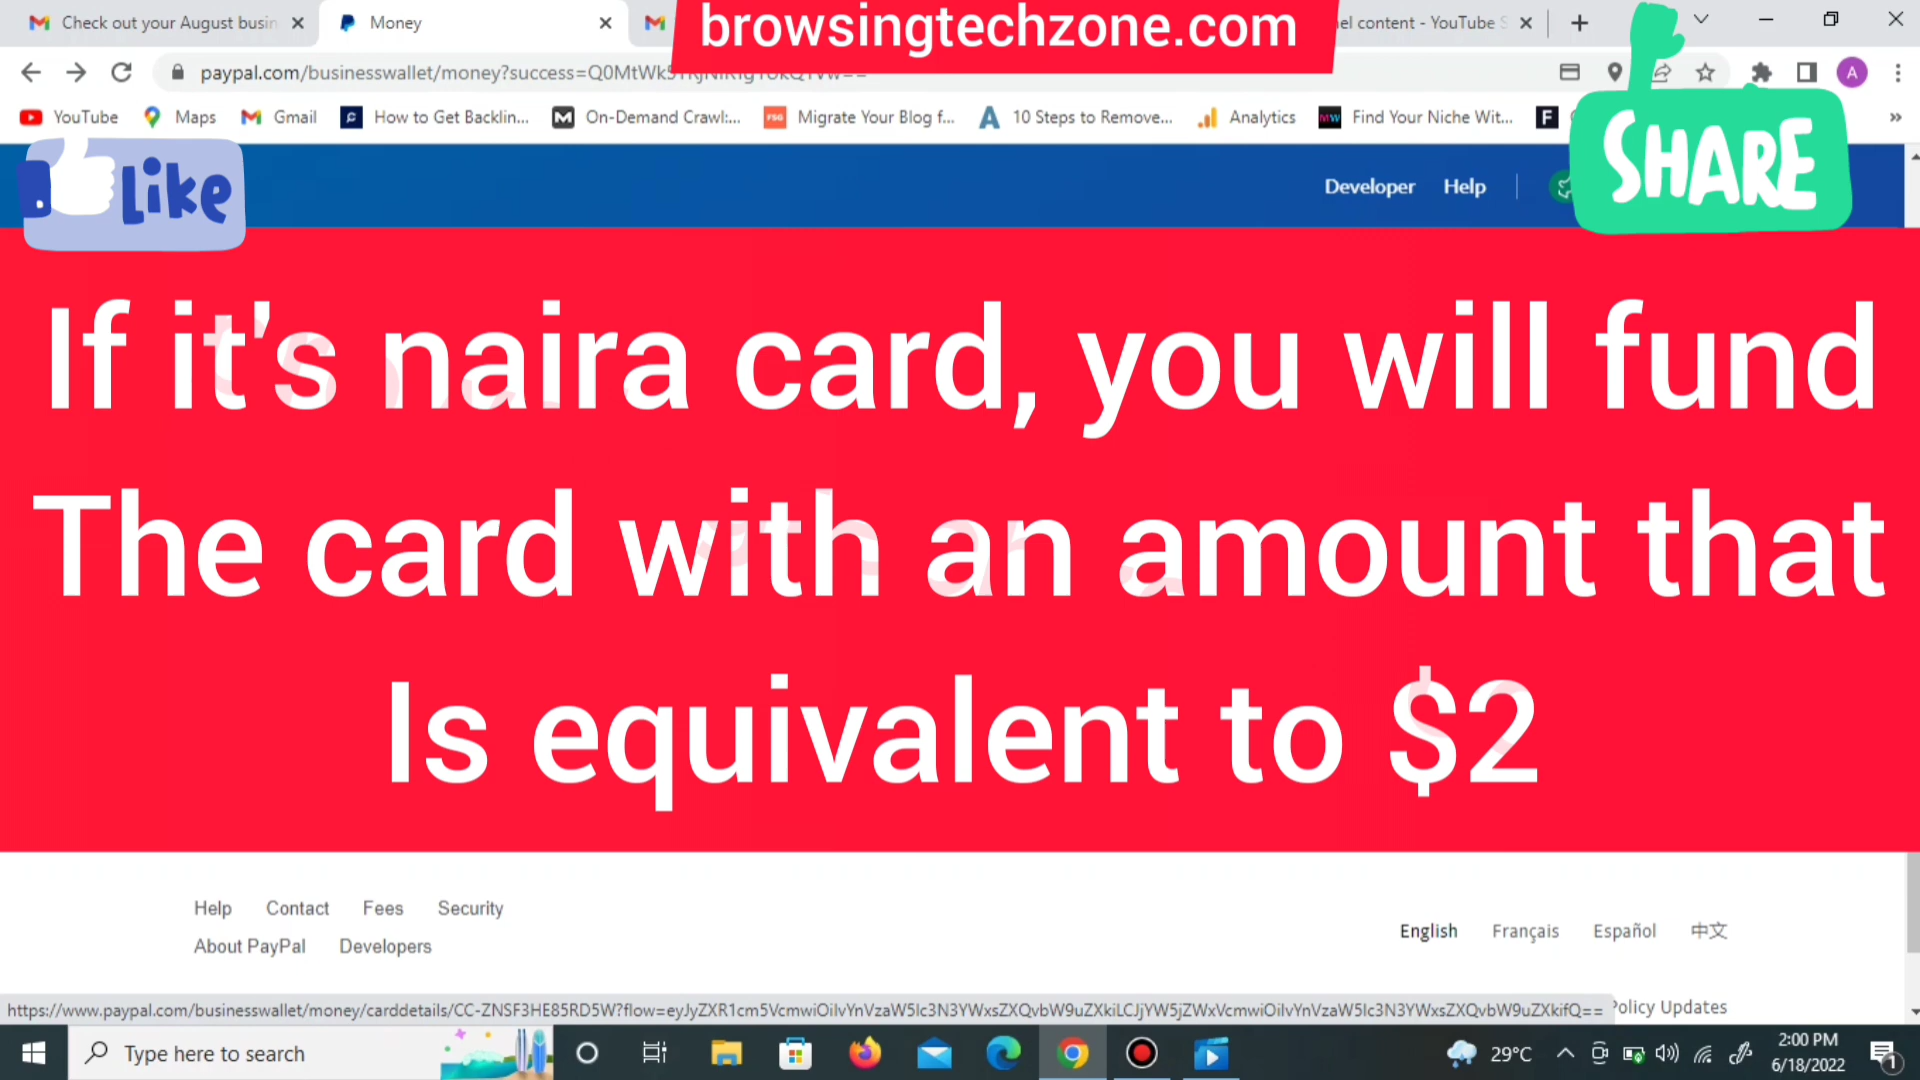 Check out your August busin
Money
browsingtechzone.com
el content - YouTube S
paypal.com/businesswallet/money?success=
A
YouTube
Maps
Gmail
How to Get Backlin...
On-Demand Crawl:...
Migrate Your Blog f...
10 Steps to Remove...
Analytics
Find Your Niche Wit...
Like
Developer
Help
SHARE
If it's naira card, you will fund
The card with an amount that
Is equivalent to $2
Help Contact Fees Security
About PayPal Developers
English Français Español 中文
https://www.paypal.com/businesswallet/money/carddetails/CC-ZNSF3HE85RD5W?flow=
Policy Updates
Type here to search
29°C
2:00 PM
6/18/2022
1